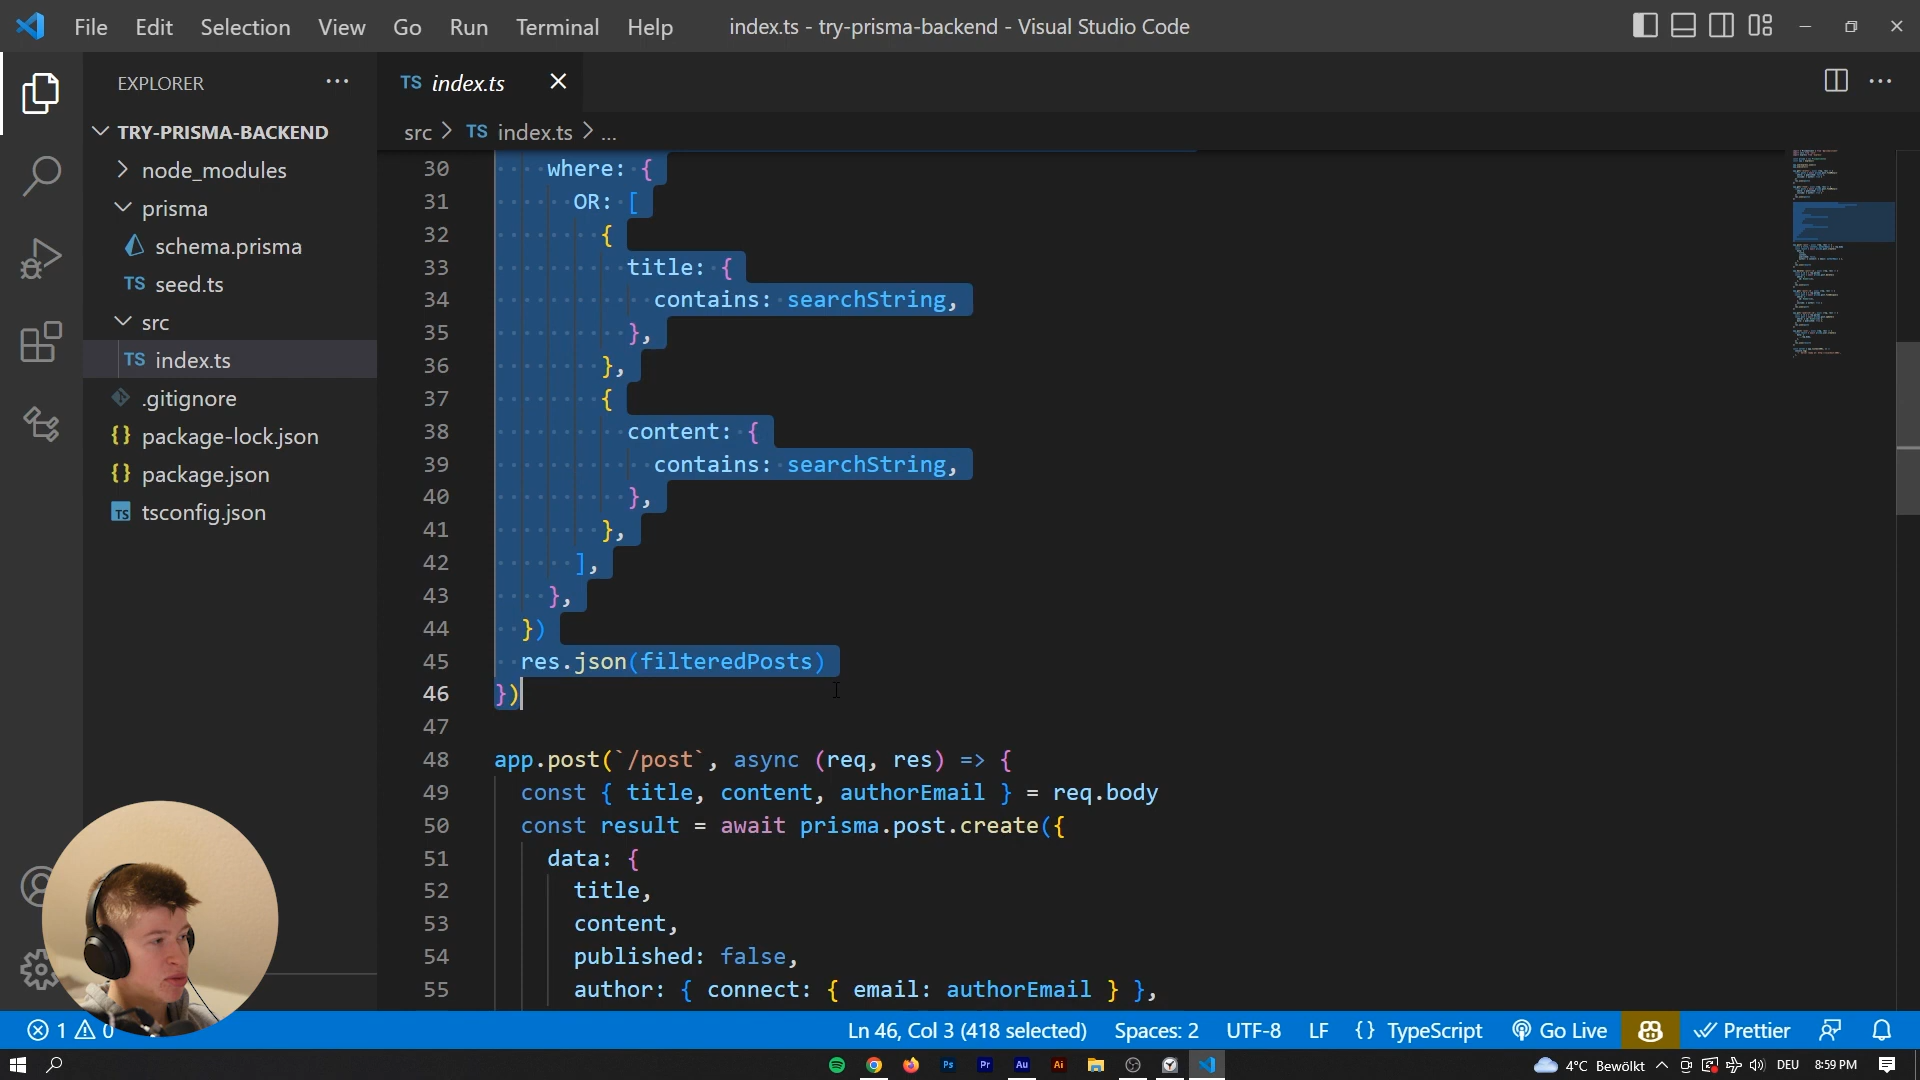 File Edit Selection View Go Run Terminal Help
index.ts - try-prisma-backend - Visual Studio Code
EXPLORER
TRY-PRISMA-BACKEND
node_modules
prisma
schema.prisma
TS seed.ts
src
TS index.ts
.gitignore
{} package-lock.json
{} package.json
TS tsconfig.json
TS index.ts
src > TS index.ts > ...
30 where: {
31 OR: [
32 {
33 title: {
34 contains: searchString,
35 },
36 },
37 {
38 content: {
39 contains: searchString,
40 },
41 },
42 ],
43 },
44 })
45 res.json(filteredPosts)
46 })
47
48 app.post(`/post`, async (req, res) => {
49 const { title, content, authorEmail } = req.body
50 const result = await prisma.post.create({
51 data: {
52 title,
53 content,
54 published: false,
55 author: { connect: { email: authorEmail } },
1 0 Ln 46, Col 3 (418 selected) Spaces: 2 UTF-8 LF {} TypeScript Go Live Prettier
Ps Pr Au Ai 4°C Bewölkt DEU 8:59 PM